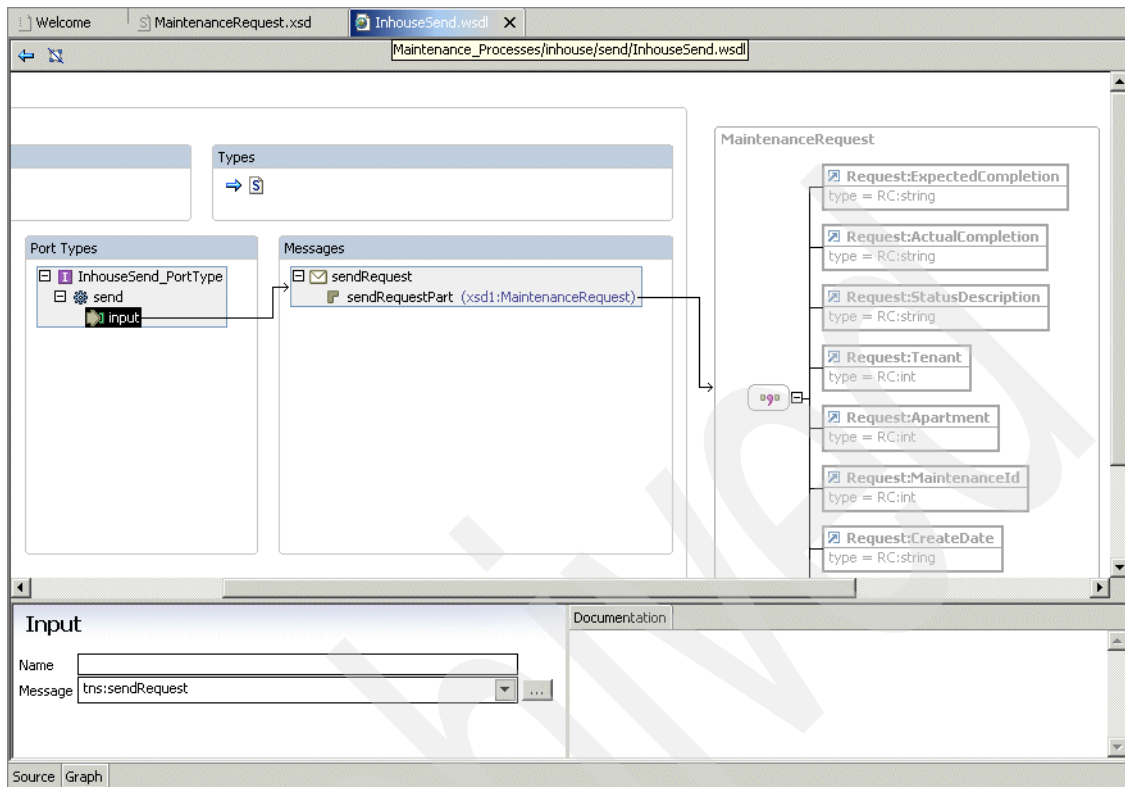 Welcome
MaintenanceRequest.xsd
InhouseSend.wsdl
Maintenance_Processes/inhouse/send/InhouseSend.wsdl
Types
Port Types
InhouseSend_PortType
send
input
Messages
sendRequest
sendRequestPart (xsd1:MaintenanceRequest)
MaintenanceRequest
Request:ExpectedCompletion
type = RC:string
Request:ActualCompletion
type = RC:string
Request:StatusDescription
type = RC:string
Request:Tenant
type = RC:int
Request:Apartment
type = RC:int
Request:MaintenanceId
type = RC:int
Request:CreateDate
type = RC:string
Input
Name
Message tns:sendRequest ...
Documentation
Source Graph